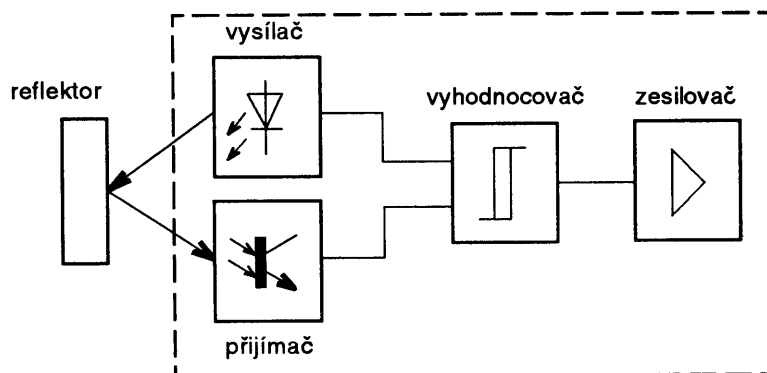 vysílač
reflektor
vyhodnocovač
zesilovač
přijímač